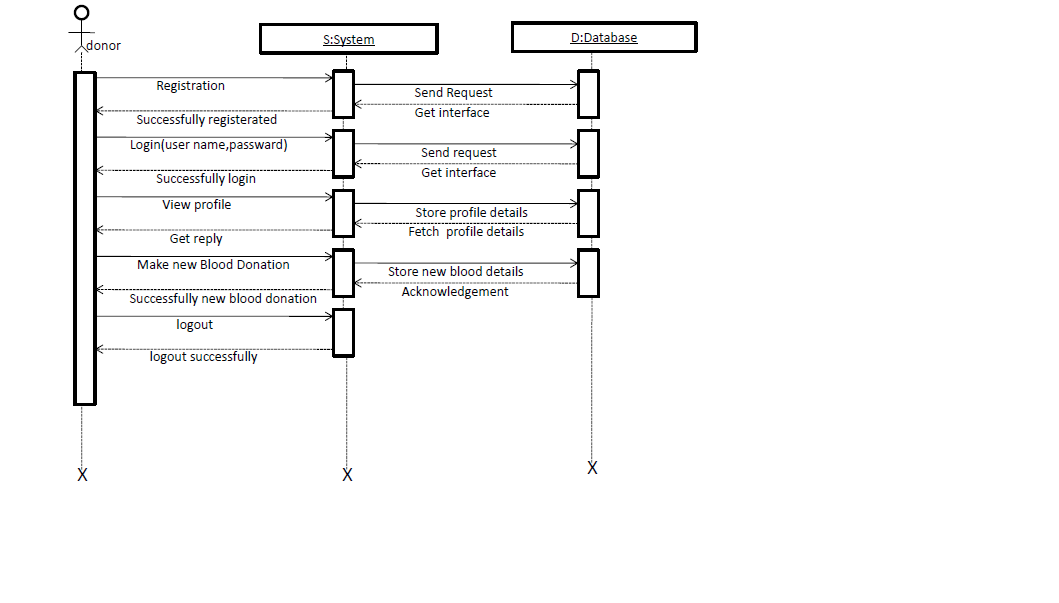 donor
S:System
D:Database
Registration
Send Request
Get interface
Successfully registerated
Login(user name,passward)
Send request
Get interface
Successfully login
View profile
Store profile details
Fetch profile details
Get reply
Make new Blood Donation
Store new blood details
Acknowledgement
Successfully new blood donation
logout
logout successfully
X
X
X